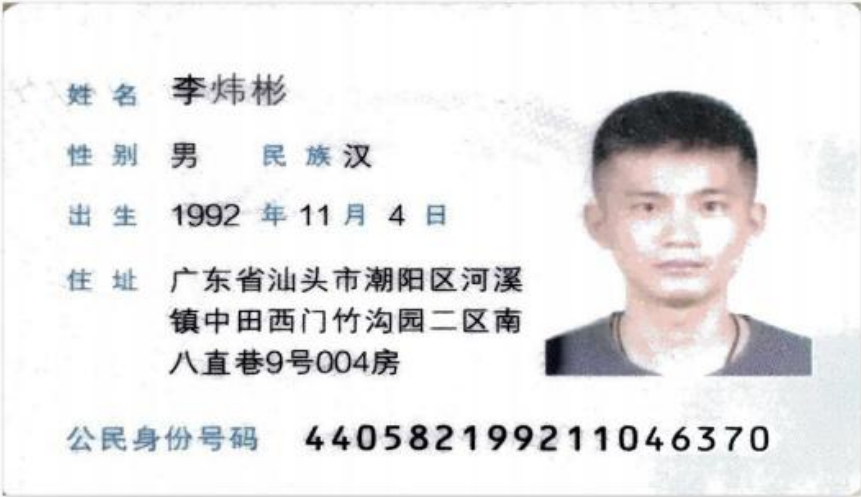 姓名 李炜彬
性别 男 民族 汉
出生 1992 年 11 月 4 日
住址 广东省汕头市潮阳区河溪
镇中田西门竹沟园二区南
八直巷9号004房
公民身份号码 440582199211046370